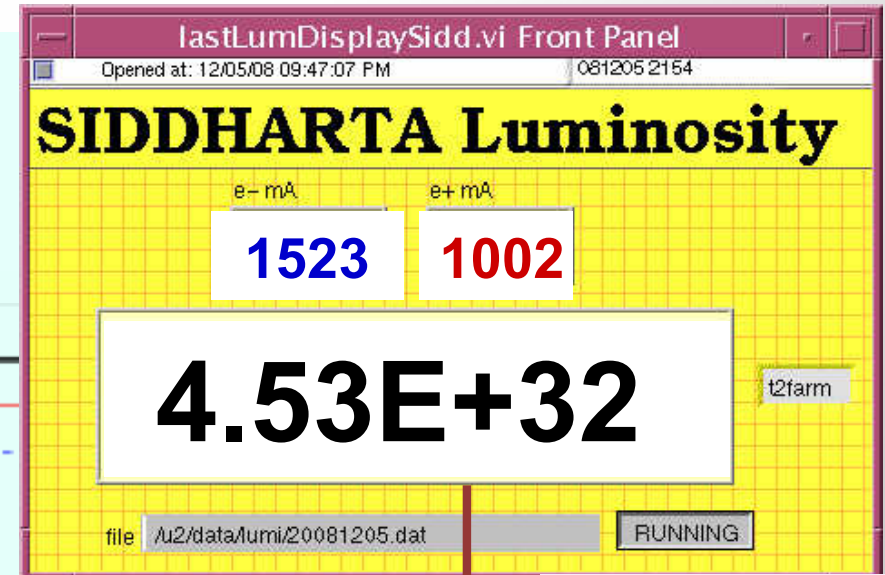 lastLumDisplaySidd.vi Front Panel
Opened at: 12/05/08 09:47:07 PM 081205 2154
SIDDHARTA Luminosity
e- mA e+ mA
1523 1002
4.53E+32
t2farm
file /u2/data/lumi/20081205.dat RUNNING